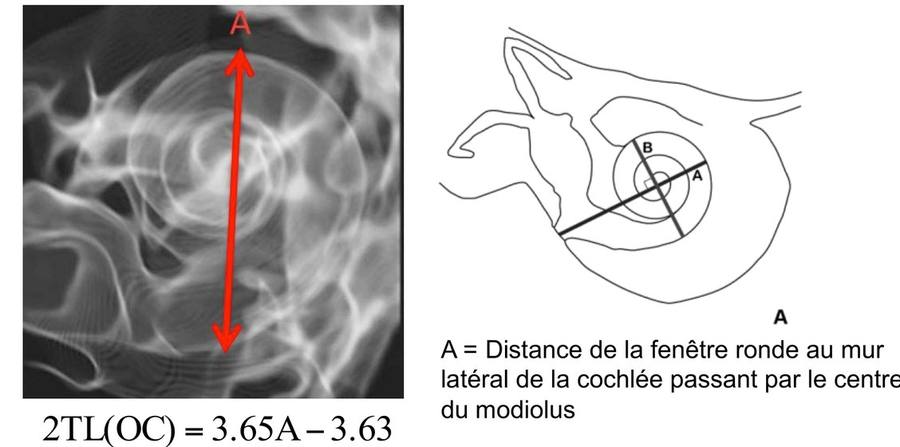 A
2TL(OC) = 3.65A – 3.63
B
A
A
A = Distance de la fenêtre ronde au mur
latéral de la cochlée passant par le centre
du modiolus